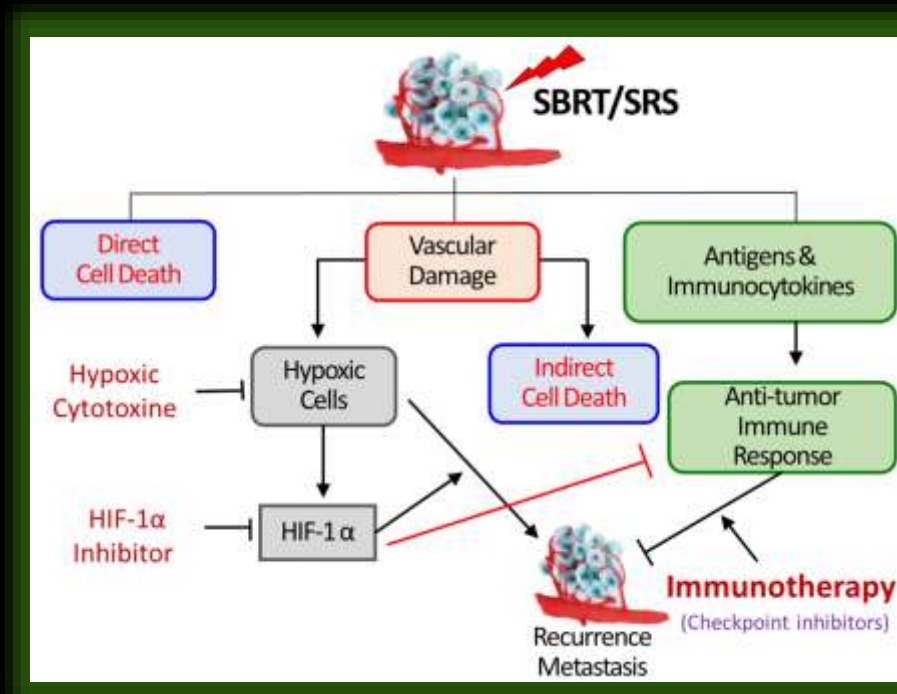 SBRT/SRS
Direct
Cell Death
Vascular
Damage
Antigens &
Immunocytokines
Hypoxic
Cytotoxine
Hypoxic
Cells
Indirect
Cell Death
Anti-tumor
Immune
Response
HIF-1α
Inhibitor
HIF-1 α
Immunotherapy
(Checkpoint inhibitors)
Recurrence
Metastasis